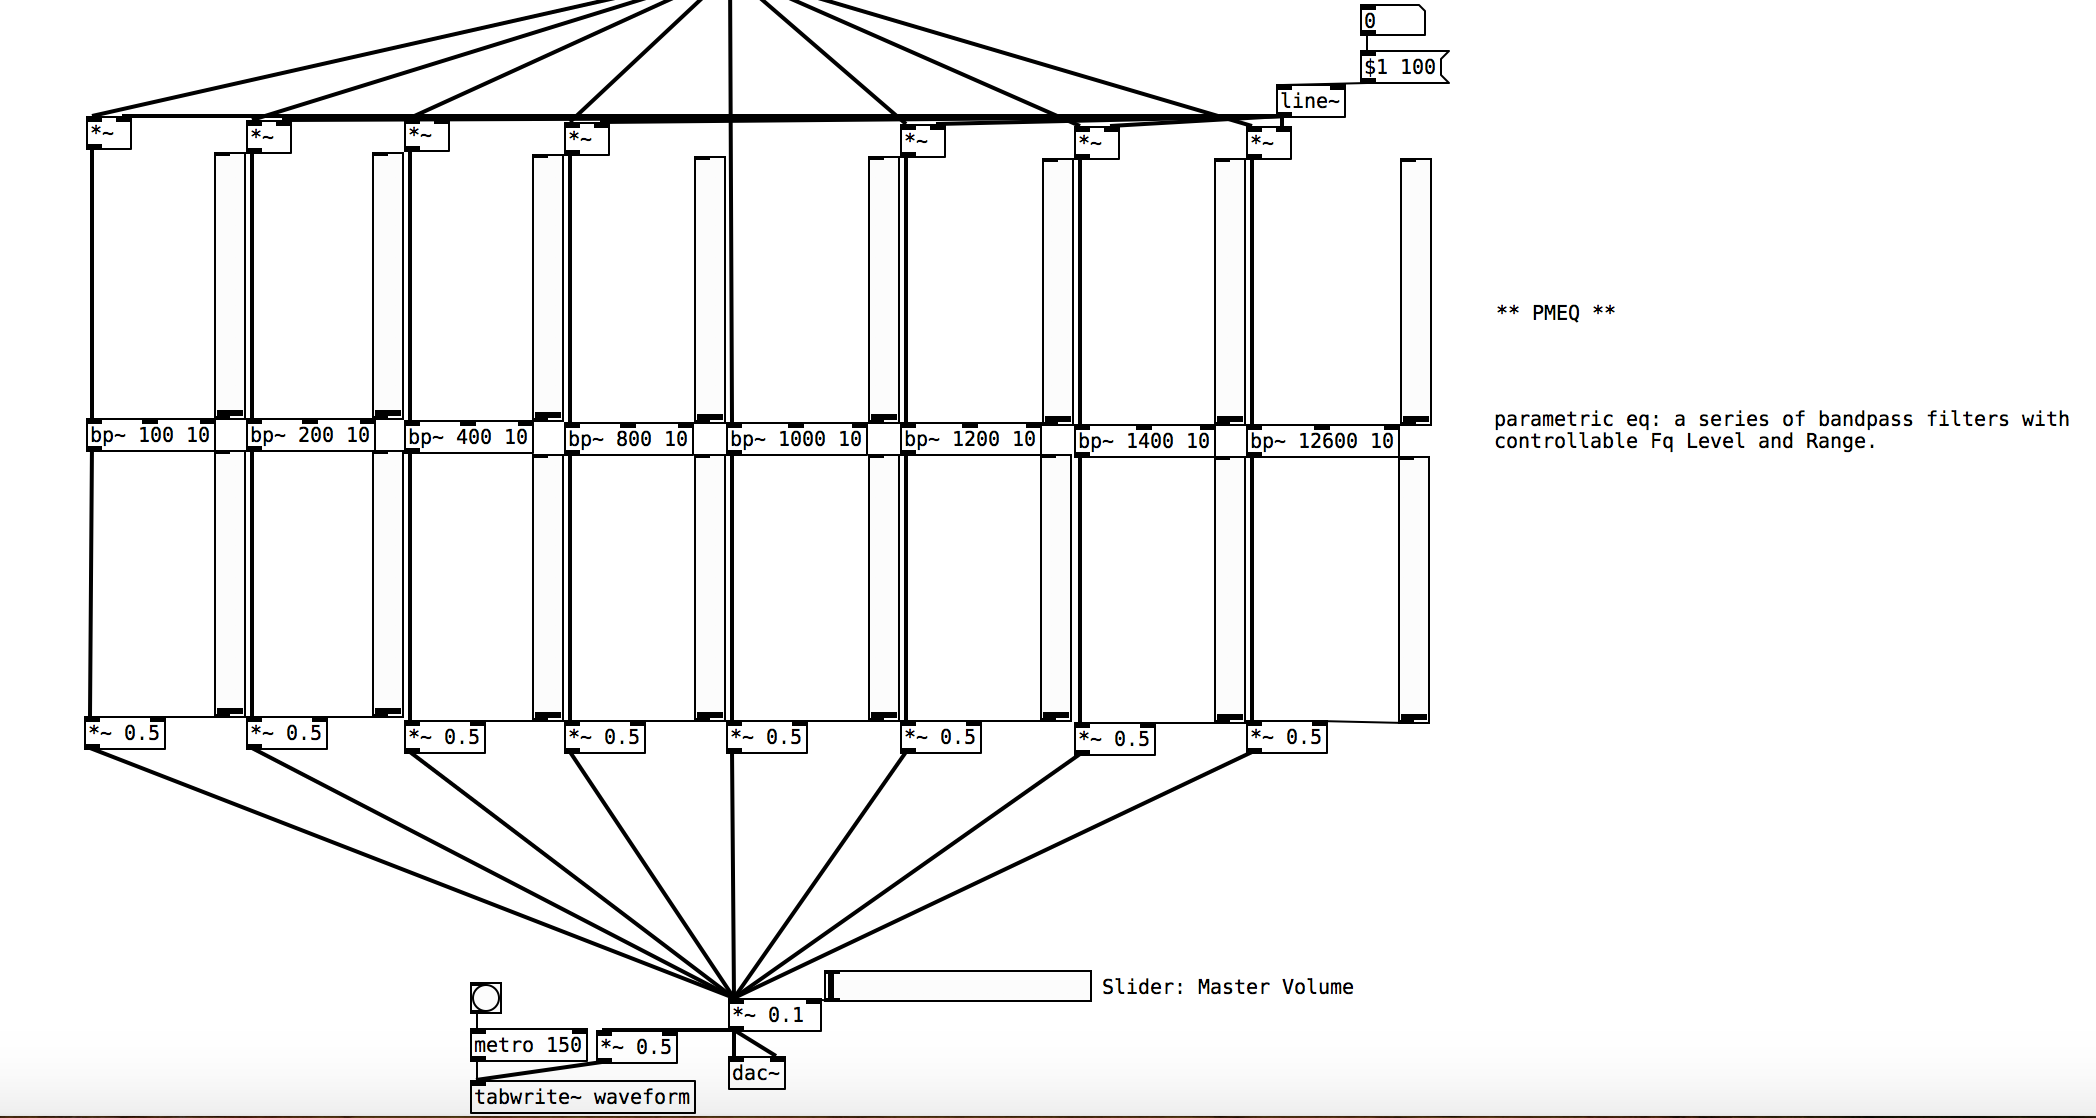 0
$1 100
line~
*~
*~
*~
*~
*~
*~
*~
** PMEQ **
parametric eq: a series of bandpass filters with
controllable Fq Level and Range.
bp~ 100 10
bp~ 200 10
bp~ 400 10
bp~ 800 10
bp~ 1000 10
bp~ 1200 10
bp~ 1400 10
bp~ 12600 10
*~ 0.5
*~ 0.5
*~ 0.5
*~ 0.5
*~ 0.5
*~ 0.5
*~ 0.5
*~ 0.5
Slider: Master Volume
*~ 0.1
metro 150
*~ 0.5
dac~
tabwrite~ waveform